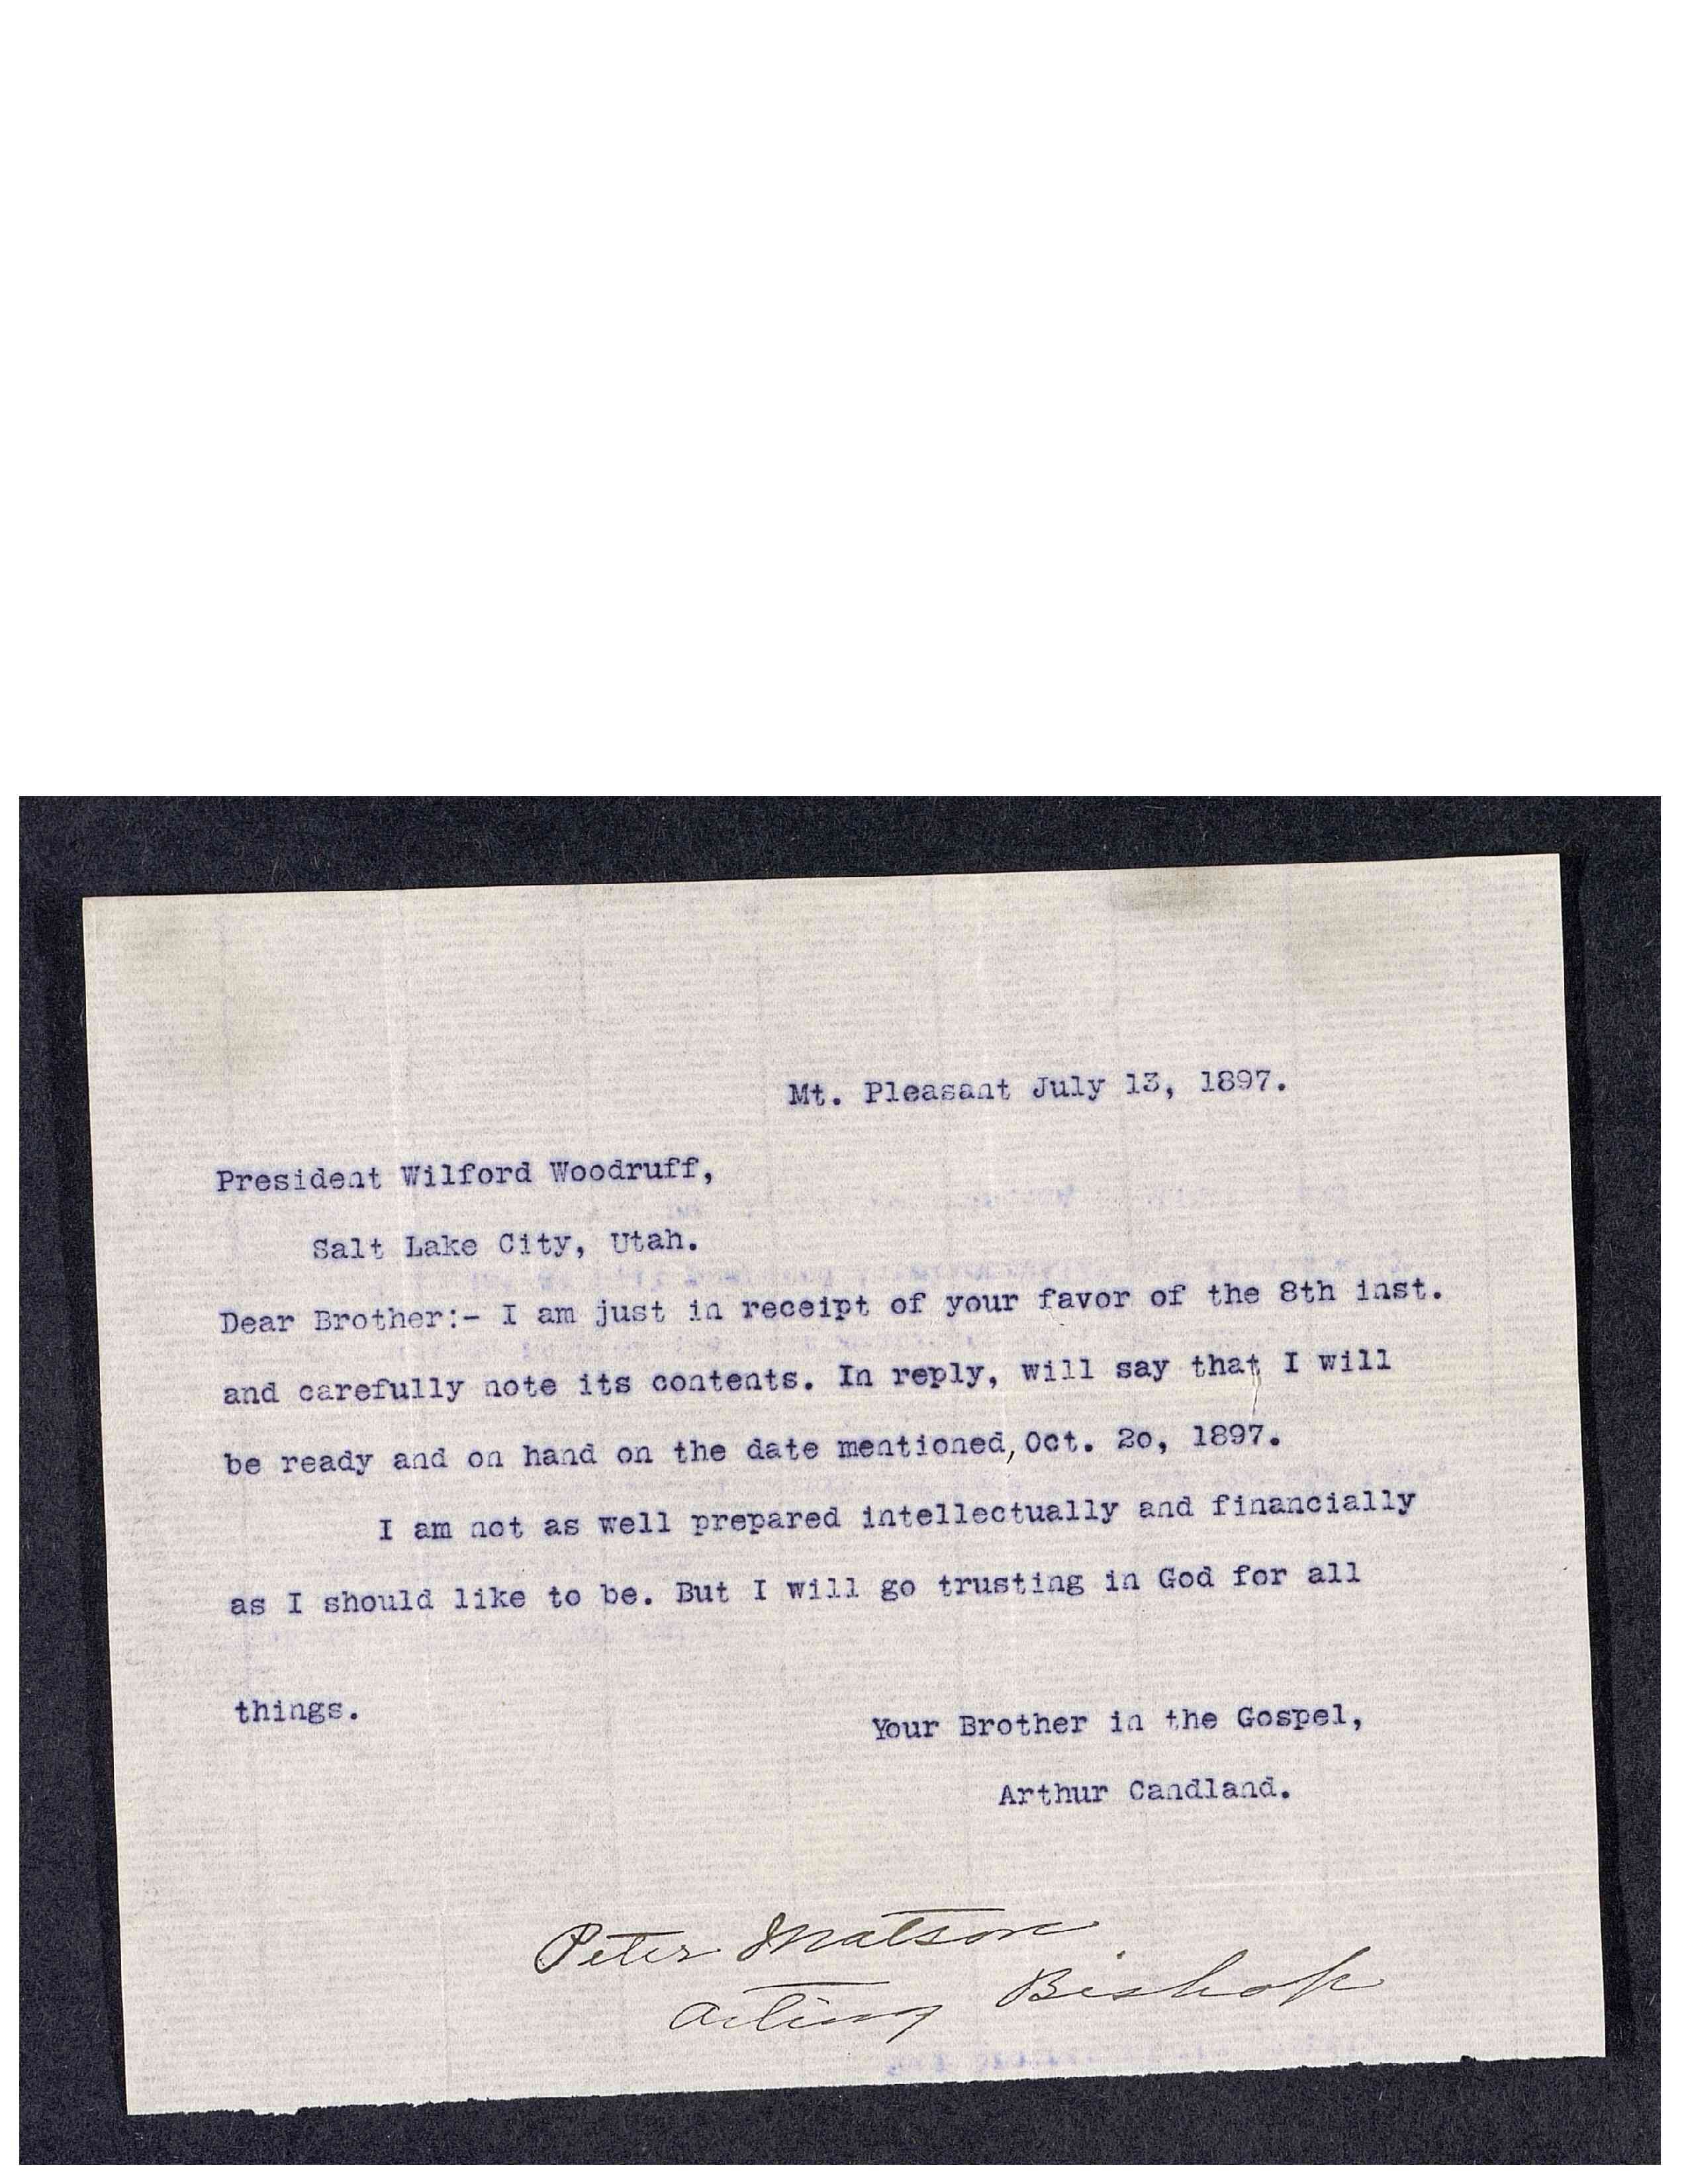 Mt. Pleasant July 13, 1897.
President Wilford Woodruff,
Salt Lake City, Utah.
Dear Brother:- I am just in receipt of your favor of the 8th inst.
and carefully note its contents. In reply, will say that I will
be ready and on hand on the date mentioned, Oct. 20, 1897.
I am not as well prepared intellectually and financially
as I should like to be. But I will go trusting in God for all
things.
Your Brother in the Gospel,
Arthur Candland.
Peter Matson
Acting Bishop